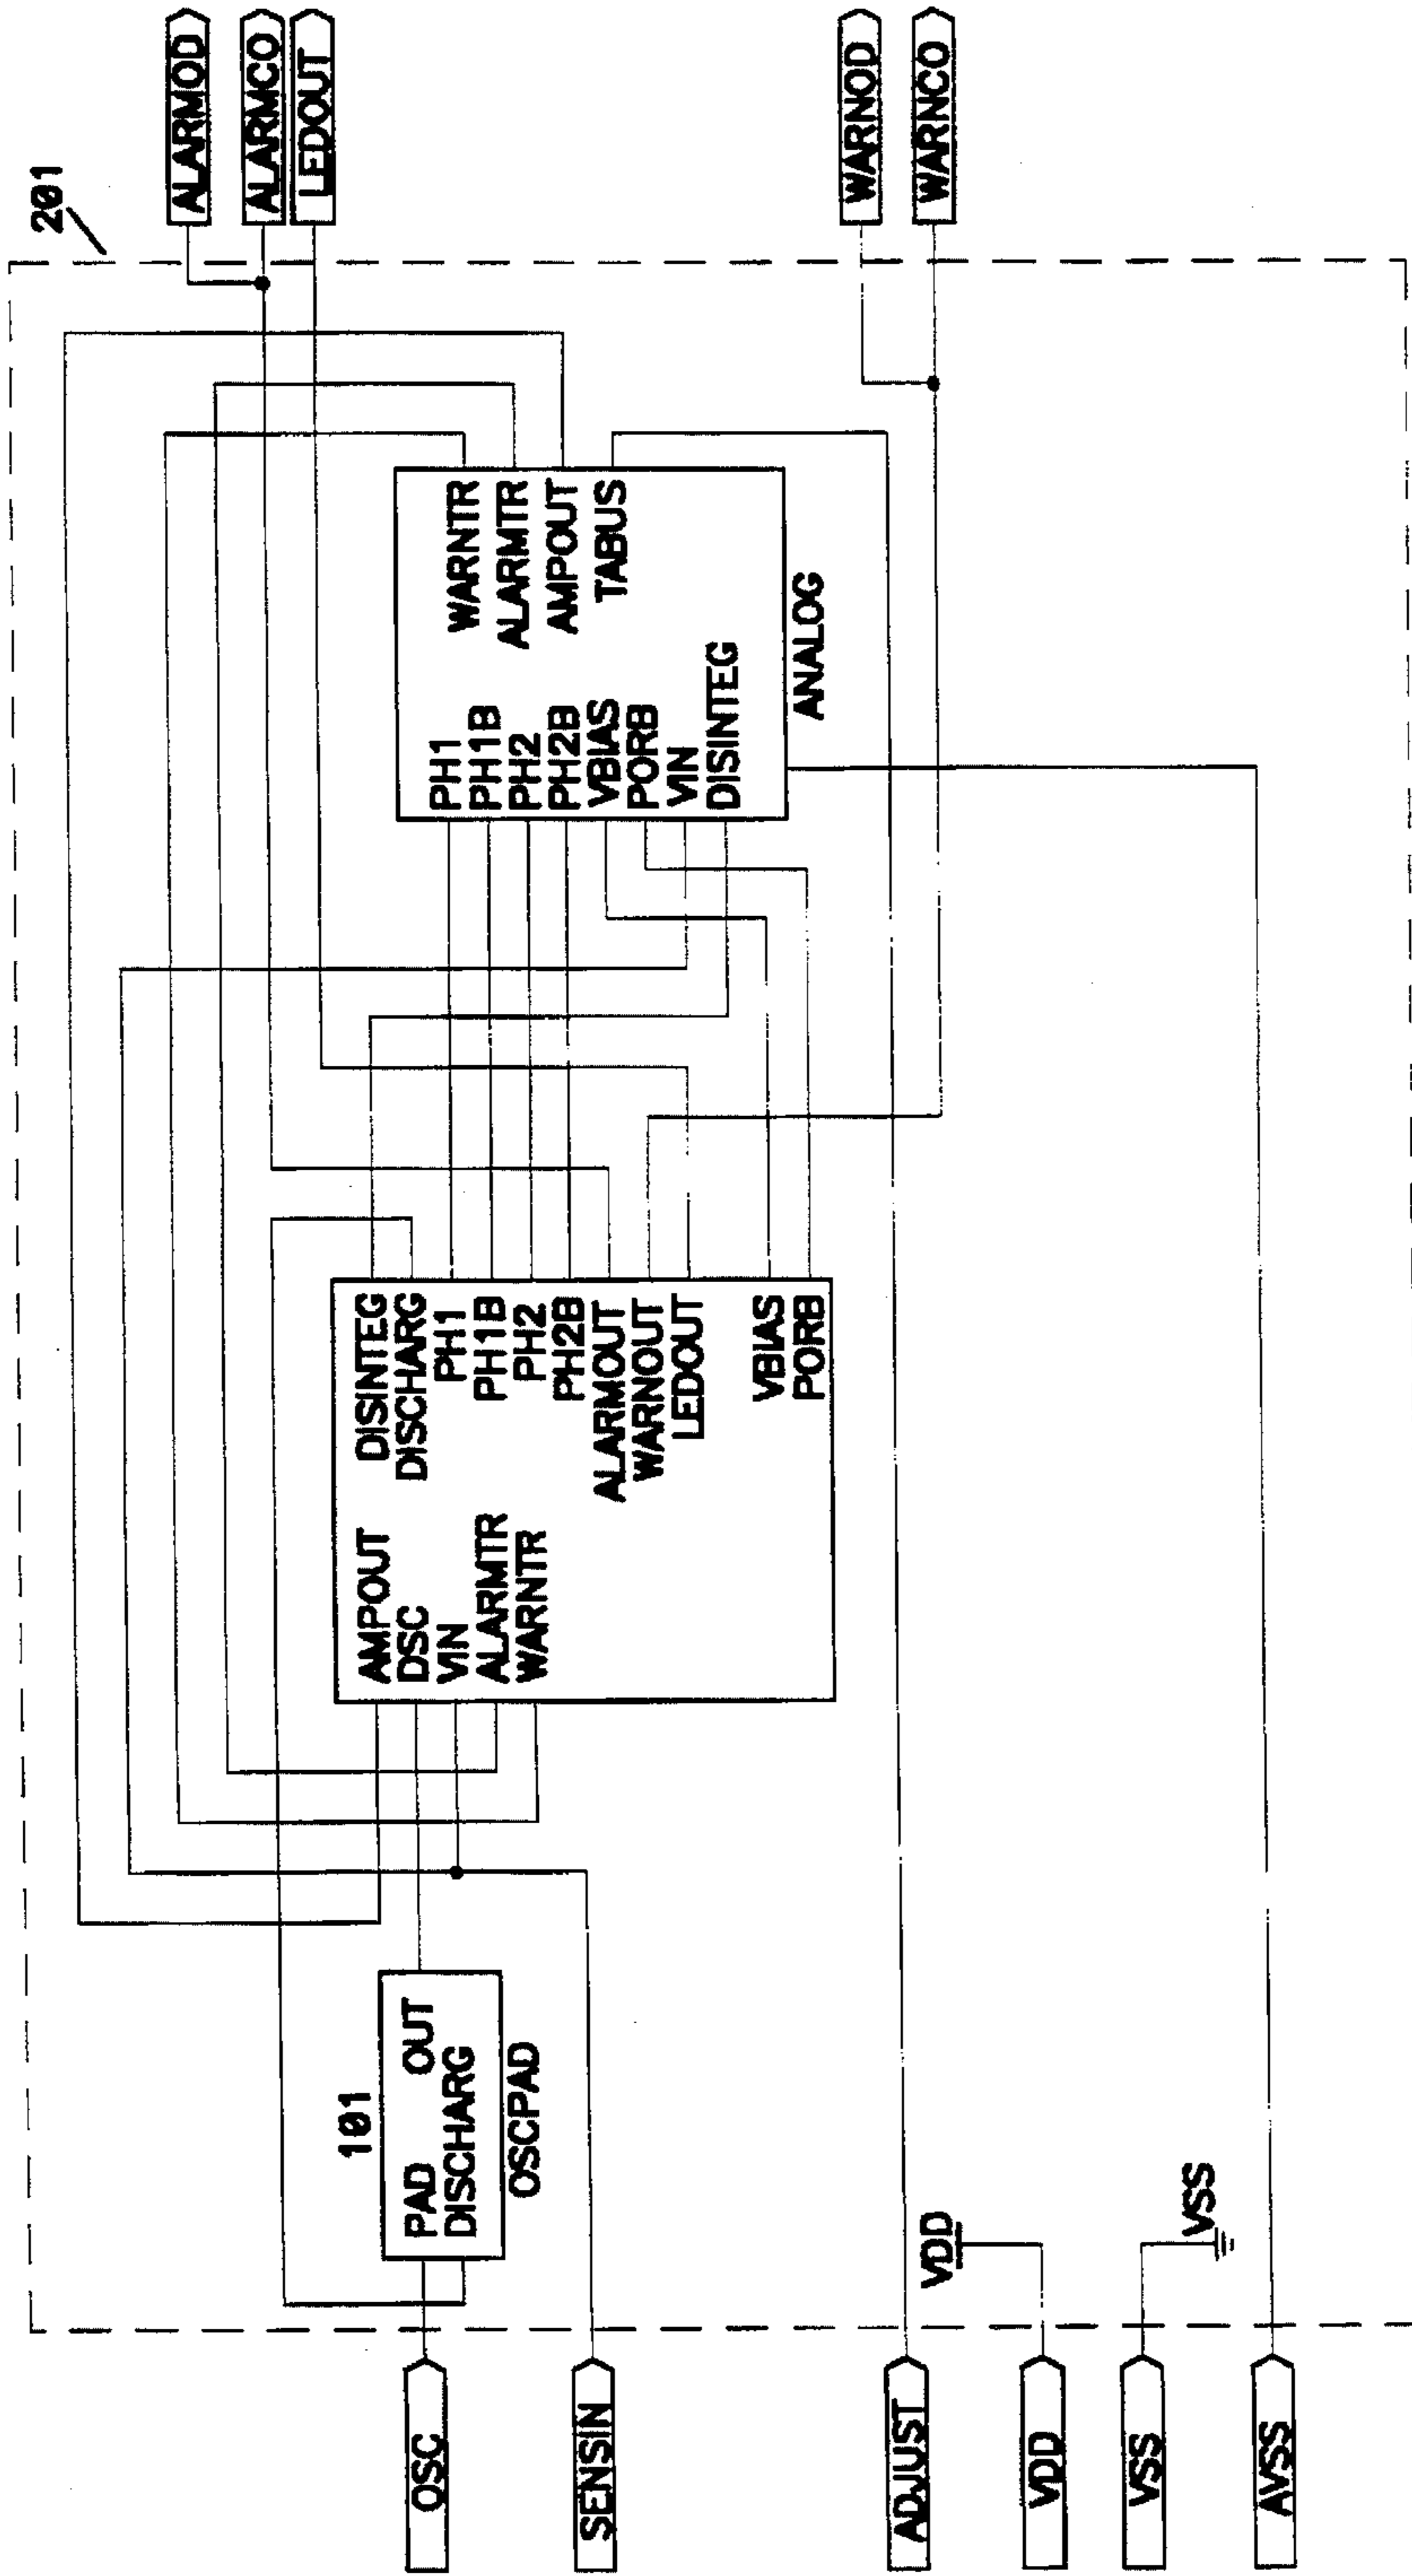 201
ALARMOD
ALARMCO
LEDOUT
WARNOD
WARNCO
OSC
SENSIN
ADJUST
VDD
VSS
AVSS
VDD
VSS
101
PAD OUT
DISCHARG
OSCPAD
AMPOUT
DSC
VIN
ALARMTR
WARNTR
DISINTEG
DISCHARG
PH1
PH1B
PH2
PH2B
ALARMOUT
WARNOUT
LEDOUT
VBIAS
PORB
PH1
PH1B
PH2
PH2B
VBIAS
PORB
VIN
DISINTEG
WARNTR
ALARMTR
AMPOUT
TABUS
ANALOG